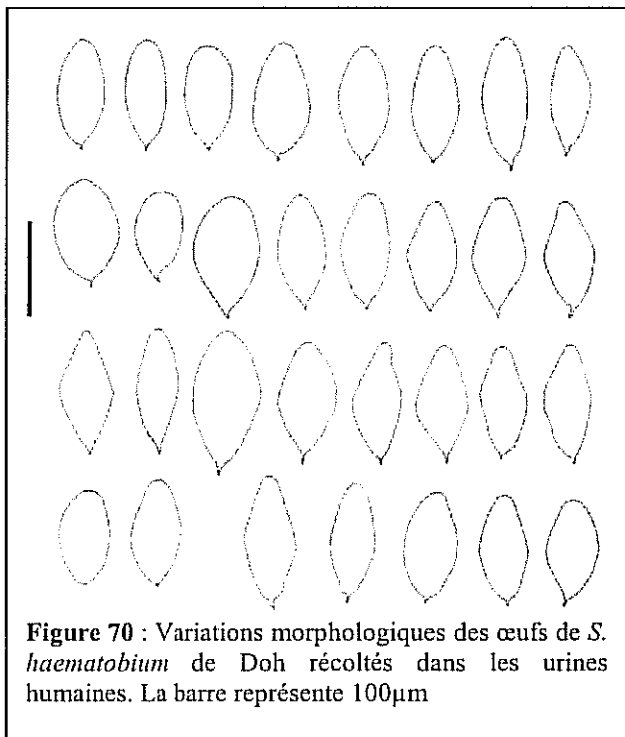 Figure 70 : Variations morphologiques des œufs de S.
haematobium de Doh récoltés dans les urines
humaines. La barre représente 100µm